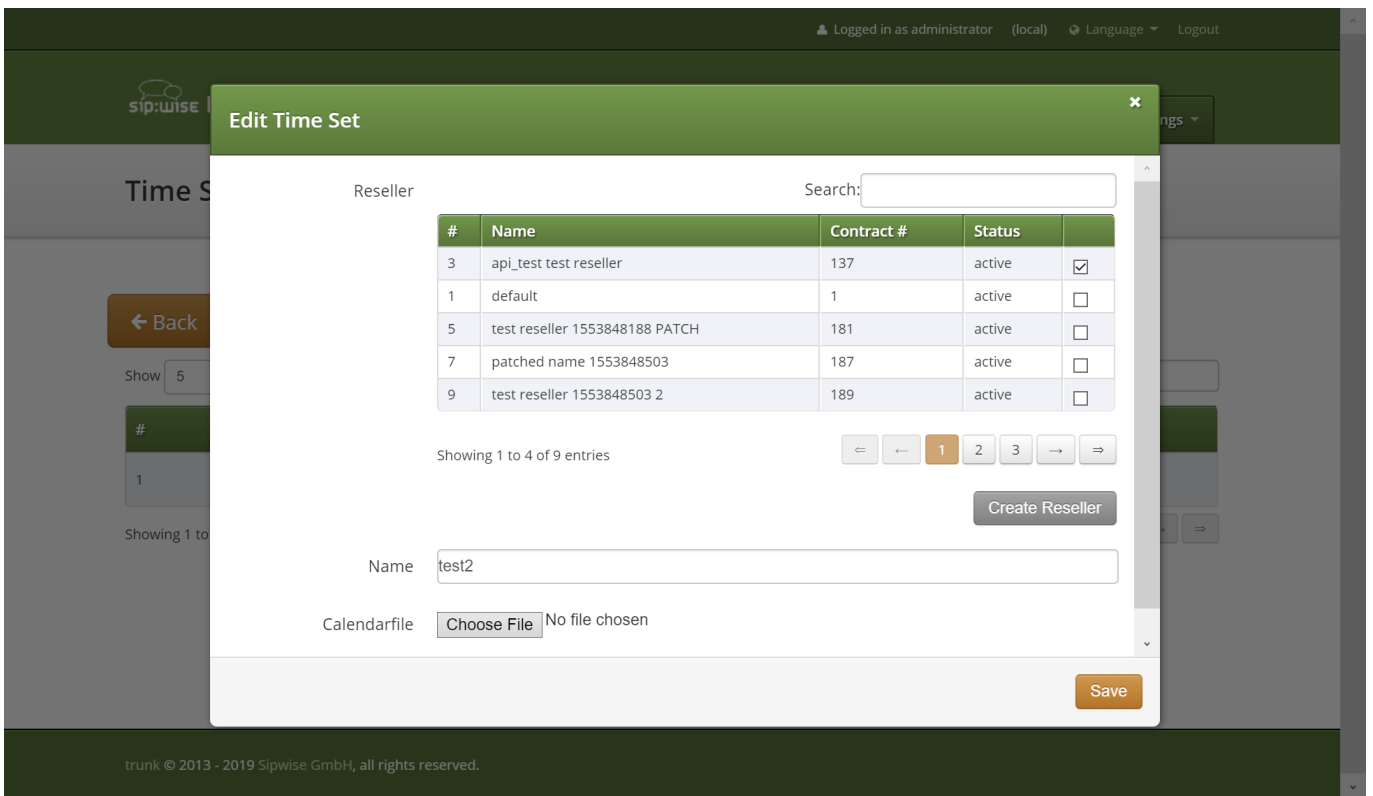 Logged in as administrator (local) Language Logout
sip:wise
ngs
Edit Time Set
Time S
Reseller Search:
# Name Contract # Status
3 api_test test reseller 137 active
1 default 1 active
5 test reseller 1553848188 PATCH 181 active
7 patched name 1553848503 187 active
9 test reseller 1553848503 2 189 active
Back
Show 5
#
1
Showing 1 to 4 of 9 entries ⇐ ← 1 2 3 → ⇒
Create Reseller
Showing 1 to ⇒
Name test2
Calendarfile Choose File No file chosen
Save
trunk © 2013 - 2019 Sipwise GmbH, all rights reserved.